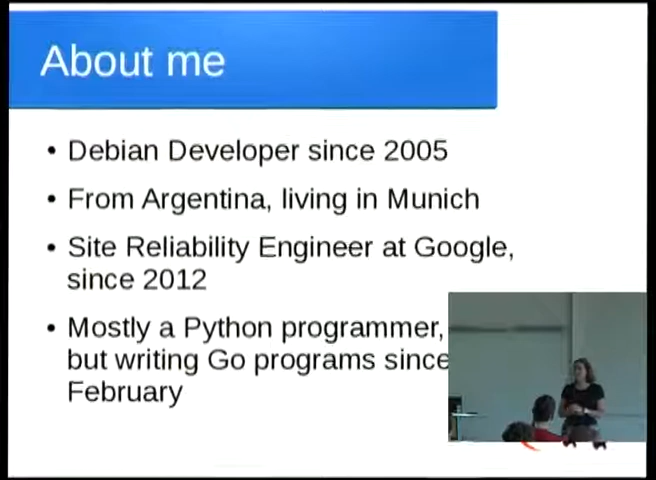 About me
• Debian Developer since 2005
• From Argentina, living in Munich
• Site Reliability Engineer at Google,
since 2012
• Mostly a Python programmer,
but writing Go programs since
February